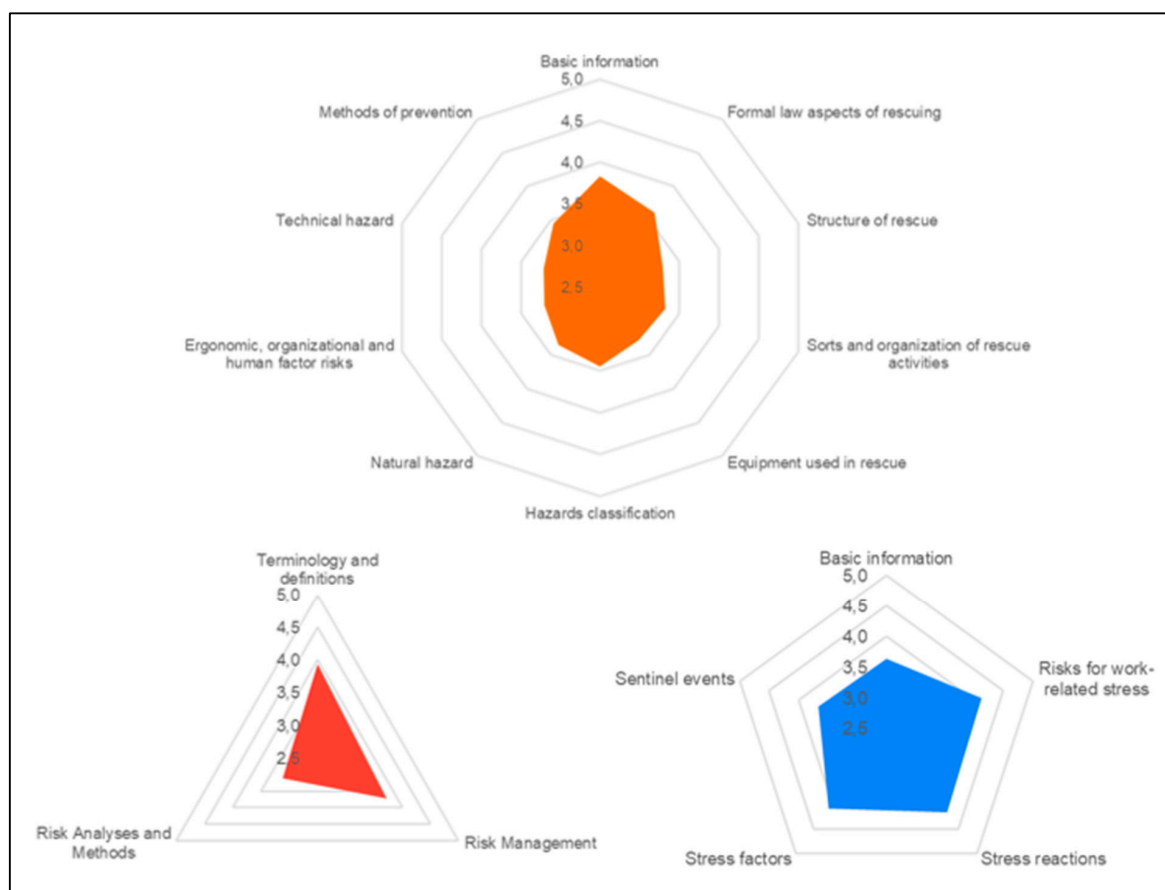 Basic information
5,0
Methods of prevention
Formal law aspects of rescuing
4,5
4,0
Technical hazard
3,5
Structure of rescue
3,0
2,5
Ergonomic, organizational and
human factor risks
Sorts and organization of rescue
activities
Natural hazard
Equipment used in rescue
Hazards classification
Terminology and
definitions
5,0
4,5
4,0
3,5
3,0
2,5
Risk Analyses and
Methods
Risk Management
Basic information
5,0
4,5
4,0
Sentinel events
3,5
Risks for work-
related stress
3,0
2,5
Stress factors
Stress reactions